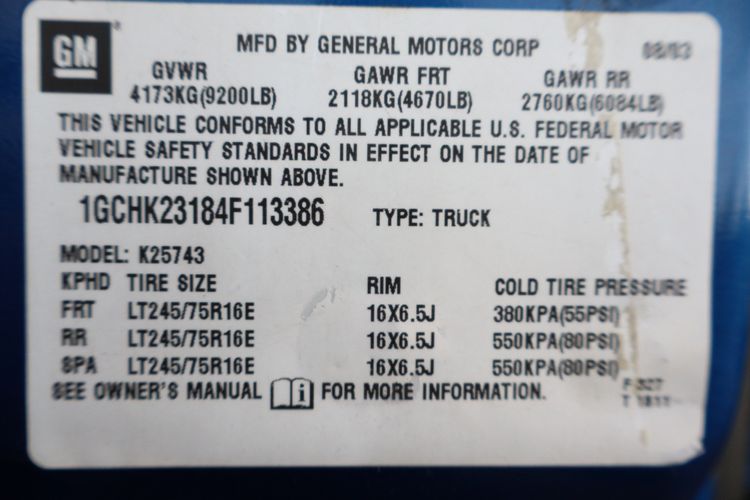 GM
MFD BY GENERAL MOTORS CORP 08/03
GVWR GAWR FRT GAWR RR
4173KG(9200LB) 2118KG(4670LB) 2760KG(6084LB)
THIS VEHICLE CONFORMS TO ALL APPLICABLE U.S. FEDERAL MOTOR
VEHICLE SAFETY STANDARDS IN EFFECT ON THE DATE OF
MANUFACTURE SHOWN ABOVE.
1GCHK23184F113386 TYPE: TRUCK
MODEL: K25743
KPHD TIRE SIZE RIM COLD TIRE PRESSURE
FRT LT245/75R16E 16X6.5J 380KPA(55PSI)
RR LT245/75R16E 16X6.5J 550KPA(80PSI)
SPA LT245/75R16E 16X6.5J 550KPA(80PSI)
SEE OWNER'S MANUAL i FOR MORE INFORMATION.